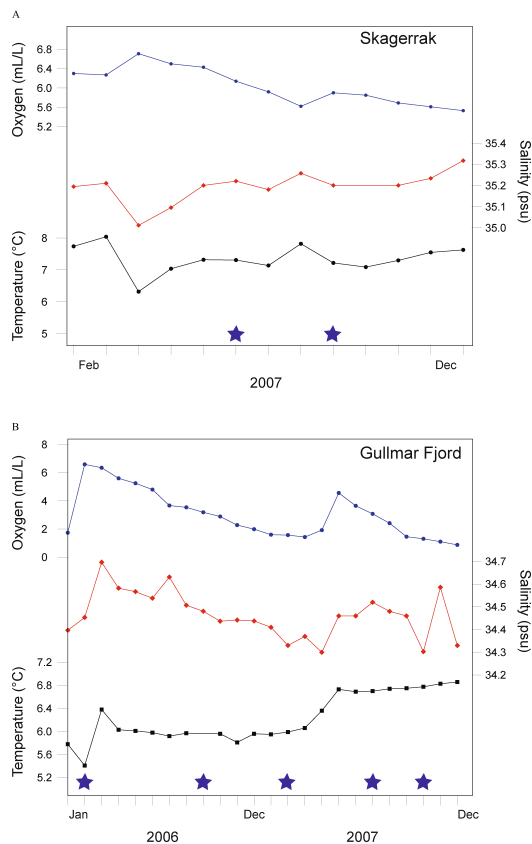 A
Skagerrak
Oxygen (mL/L)
6.8
6.4
6.0
5.6
5.2
35.4
35.3
35.2
35.1
35.0
Salinity (psu)
Temperature (°C)
8
7
6
5
Feb
Dec
2007
B
Gullmar Fjord
Oxygen (mL/L)
8
6
4
2
0
34.7
34.6
34.5
34.4
34.3
34.2
Salinity (psu)
Temperature (°C)
7.2
6.8
6.4
6.0
5.6
5.2
Jan
Dec
Dec
2006
2007